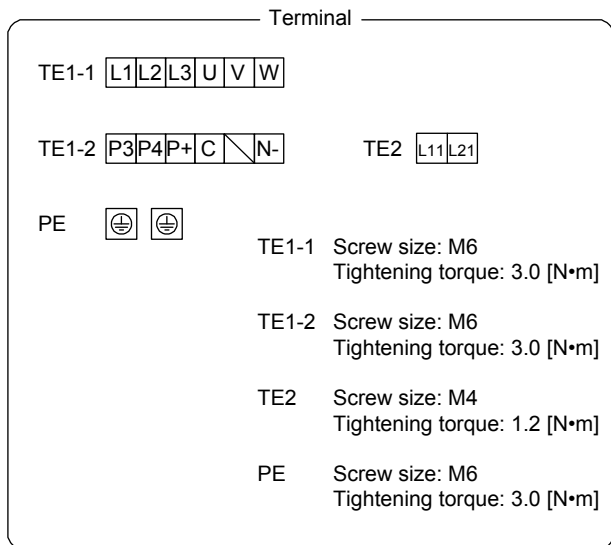 Terminal
TE1-1 L1 L2 L3 U V W
TE1-2 P3 P4 P+ C N- TE2 L11 L21
PE
TE1-1 Screw size: M6
Tightening torque: 3.0 [N•m]
TE1-2 Screw size: M6
Tightening torque: 3.0 [N•m]
TE2 Screw size: M4
Tightening torque: 1.2 [N•m]
PE Screw size: M6
Tightening torque: 3.0 [N•m]